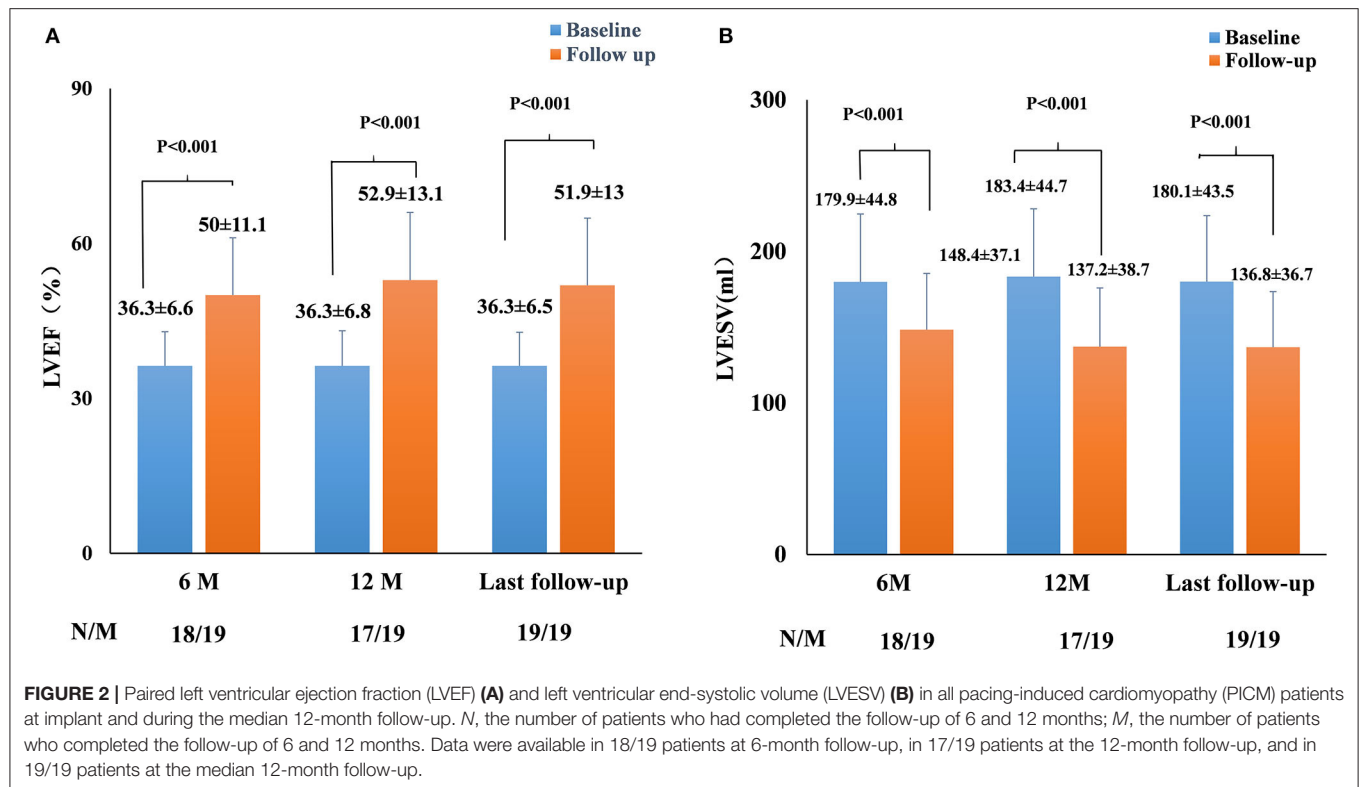 A
Baseline
Follow up
90
60
30
0
LVEF (%)
P<0.001
P<0.001
P<0.001
36.3±6.6
50±11.1
36.3±6.8
52.9±13.1
36.3±6.5
51.9±13
6 M
12 M
Last follow-up
N/M
18/19
17/19
19/19
B
Baseline
Follow-up
300
200
100
0
LVESV(ml)
P<0.001
P<0.001
P<0.001
179.9±44.8
148.4±37.1
183.4±44.7
137.2±38.7
180.1±43.5
136.8±36.7
6M
12M
Last follow-up
N/M
18/19
17/19
19/19
FIGURE 2 | Paired left ventricular ejection fraction (LVEF) (A) and left ventricular end-systolic volume (LVESV) (B) in all pacing-induced cardiomyopathy (PICM) patients
at implant and during the median 12-month follow-up. N, the number of patients who had completed the follow-up of 6 and 12 months; M, the number of patients
who completed the follow-up of 6 and 12 months. Data were available in 18/19 patients at 6-month follow-up, in 17/19 patients at the 12-month follow-up, and in
19/19 patients at the median 12-month follow-up.